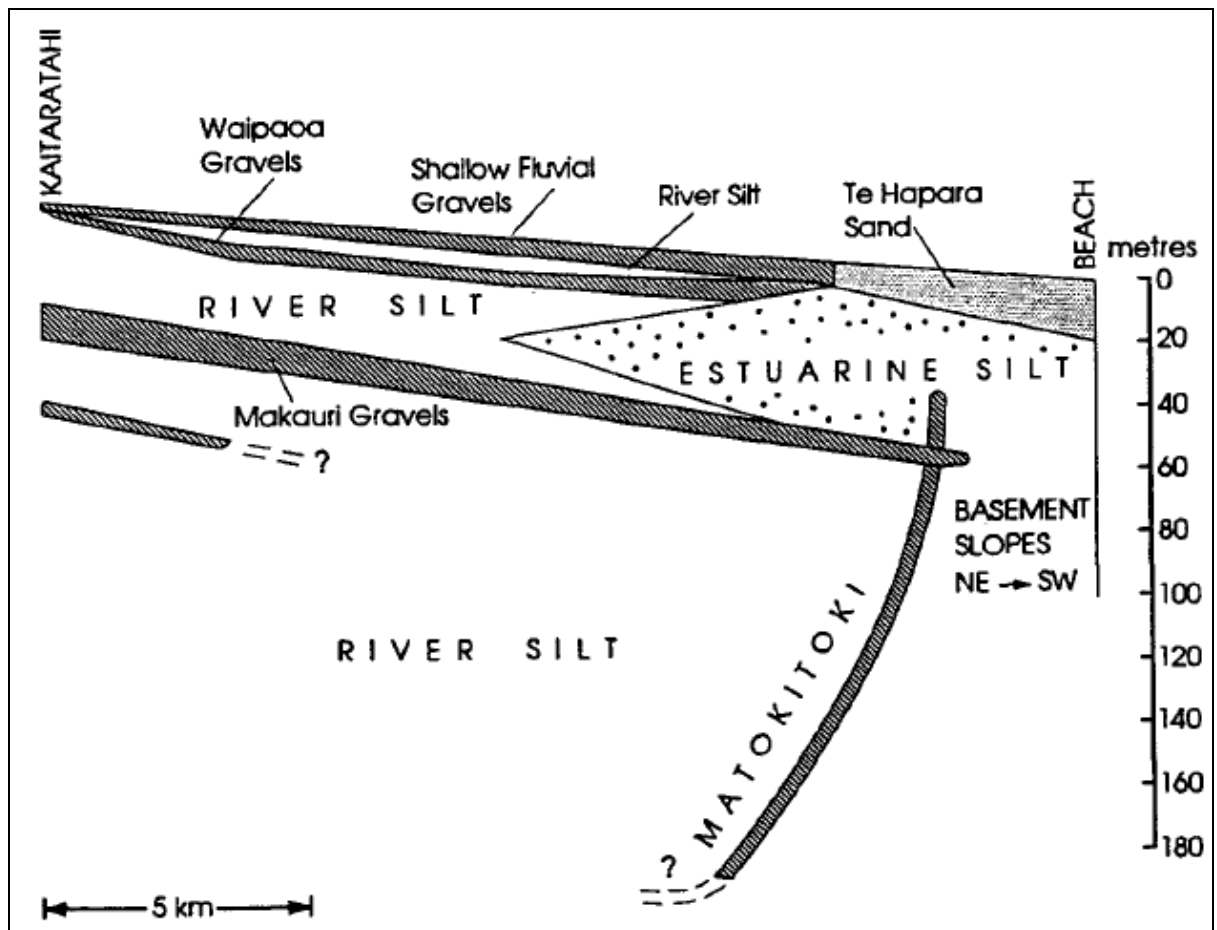 KAITARATAHI
Waipaoa
Gravels
Shallow Fluvial
Gravels
River Silt
Te Hapara
Sand
BEACH
metres
0
20
40
60
80
100
120
140
160
180
RIVER SILT
ESTUARINE SILT
Makauri Gravels
?
BASEMENT
SLOPES
NE → SW
RIVER SILT
MATOKITOKI
?
5 km